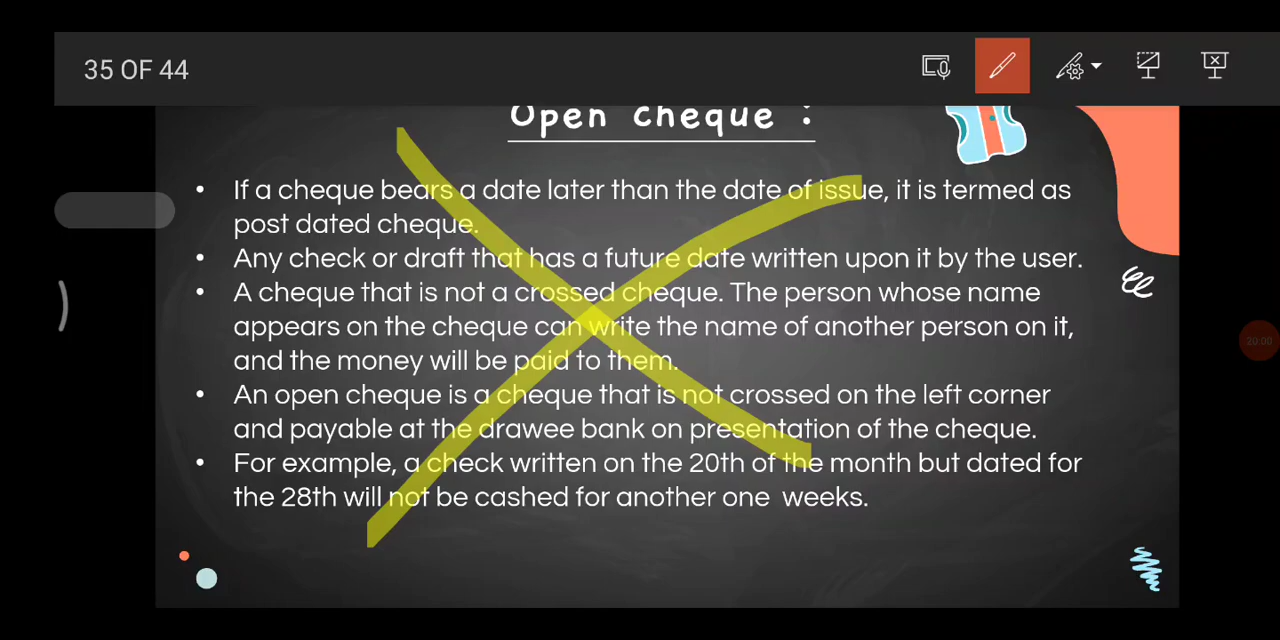 35 OF 44
Open cheque :
• If a cheque bears a date later than the date of issue, it is termed as
post dated cheque.
• Any check or draft that has a future date written upon it by the user.
• A cheque that is not a crossed cheque. The person whose name
appears on the cheque can write the name of another person on it,
and the money will be paid to them.
• An open cheque is a cheque that is not crossed on the left corner
and payable at the drawee bank on presentation of the cheque.
• For example, a check written on the 20th of the month but dated for
the 28th will not be cashed for another one weeks.
20:00